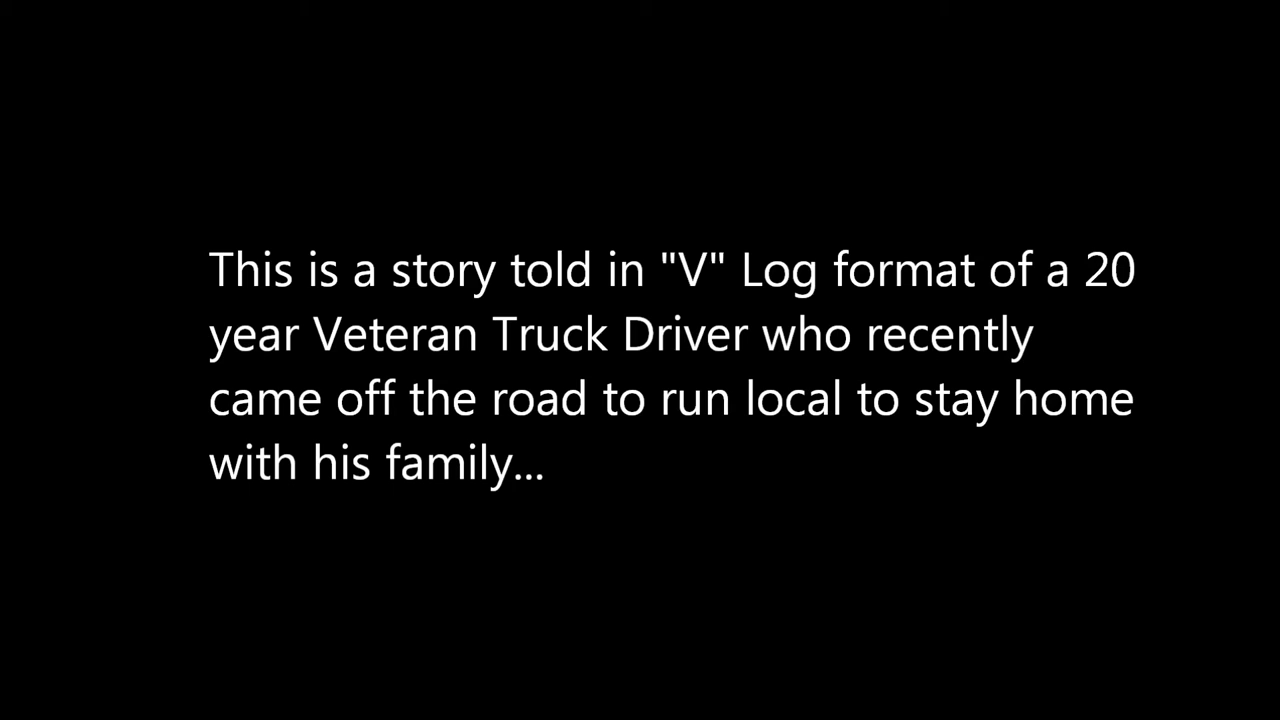 This is a story told in "V" Log format of a 20
year Veteran Truck Driver who recently
came off the road to run local to stay home
with his family...